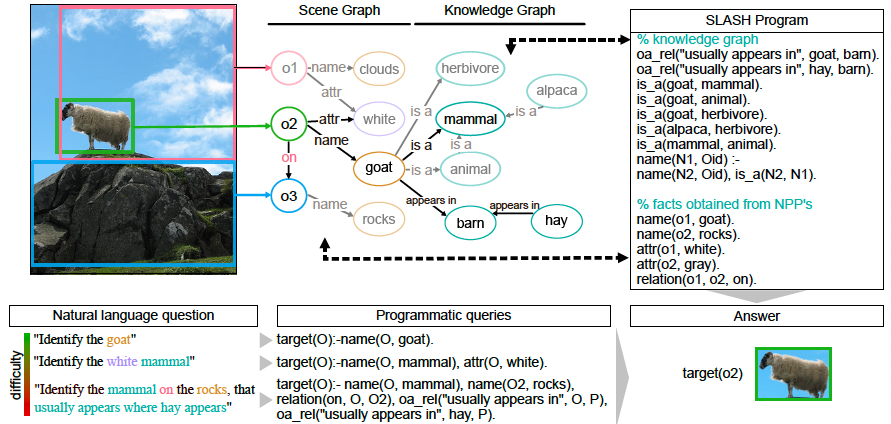 Scene Graph
Knowledge Graph
SLASH Program
o1
name
clouds
herbivore
attr
alpaca
is a
is a
o2
attr
white
mammal
name
is a
is a
on
goat
is a
animal
o3
name
rocks
appears in
appears in
barn
hay
% knowledge graph
oa_rel("usually appears in", goat, barn).
oa_rel("usually appears in", hay, barn).
is_a(goat, mammal).
is_a(goat, animal).
is_a(goat, herbivore).
is_a(alpaca, herbivore).
is_a(mammal, animal).
name(N1, Oid) :-
name(N2, Oid), is_a(N2, N1).
% facts obtained from NPP's
name(o1, goat).
name(o2, rocks).
attr(o1, white).
attr(o2, gray).
relation(o1, o2, on).
Natural language question
Programmatic queries
Answer
difficulty
"Identify the goat"
target(O):-name(O, goat).
"Identify the white mammal"
target(O):-name(O, mammal), attr(O, white).
"Identify the mammal on the rocks, that
usually appears where hay appears"
target(O):- name(O, mammal), name(O2, rocks),
relation(on, O, O2), oa_rel("usually appears in", O, P),
oa_rel("usually appears in", hay, P).
target(o2)